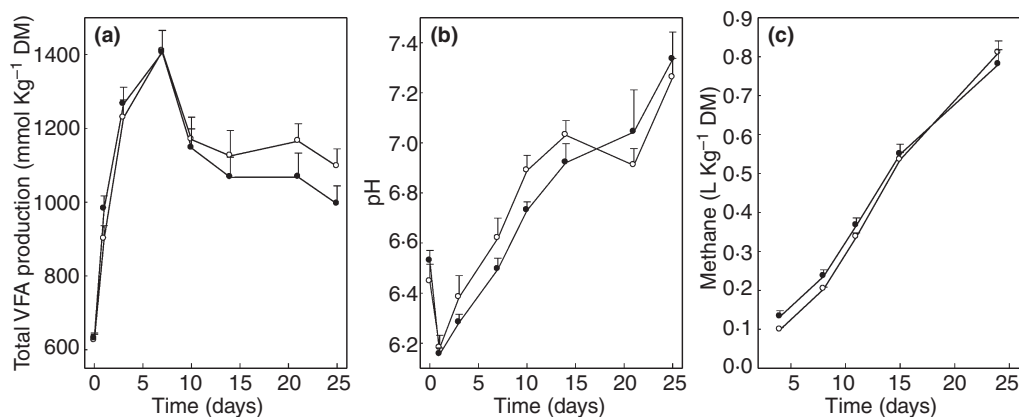 (a)
Total VFA production (mmol Kg⁻¹ DM)
1400
1200
1000
800
600
0 5 10 15 20 25
Time (days)
(b)
pH
7·4
7·2
7·0
6·8
6·6
6·4
6·2
0 5 10 15 20 25
Time (days)
(c)
Methane (L Kg⁻¹ DM)
0·9
0·8
0·7
0·6
0·5
0·4
0·3
0·2
0·1
0·0
5 10 15 20 25
Time (days)